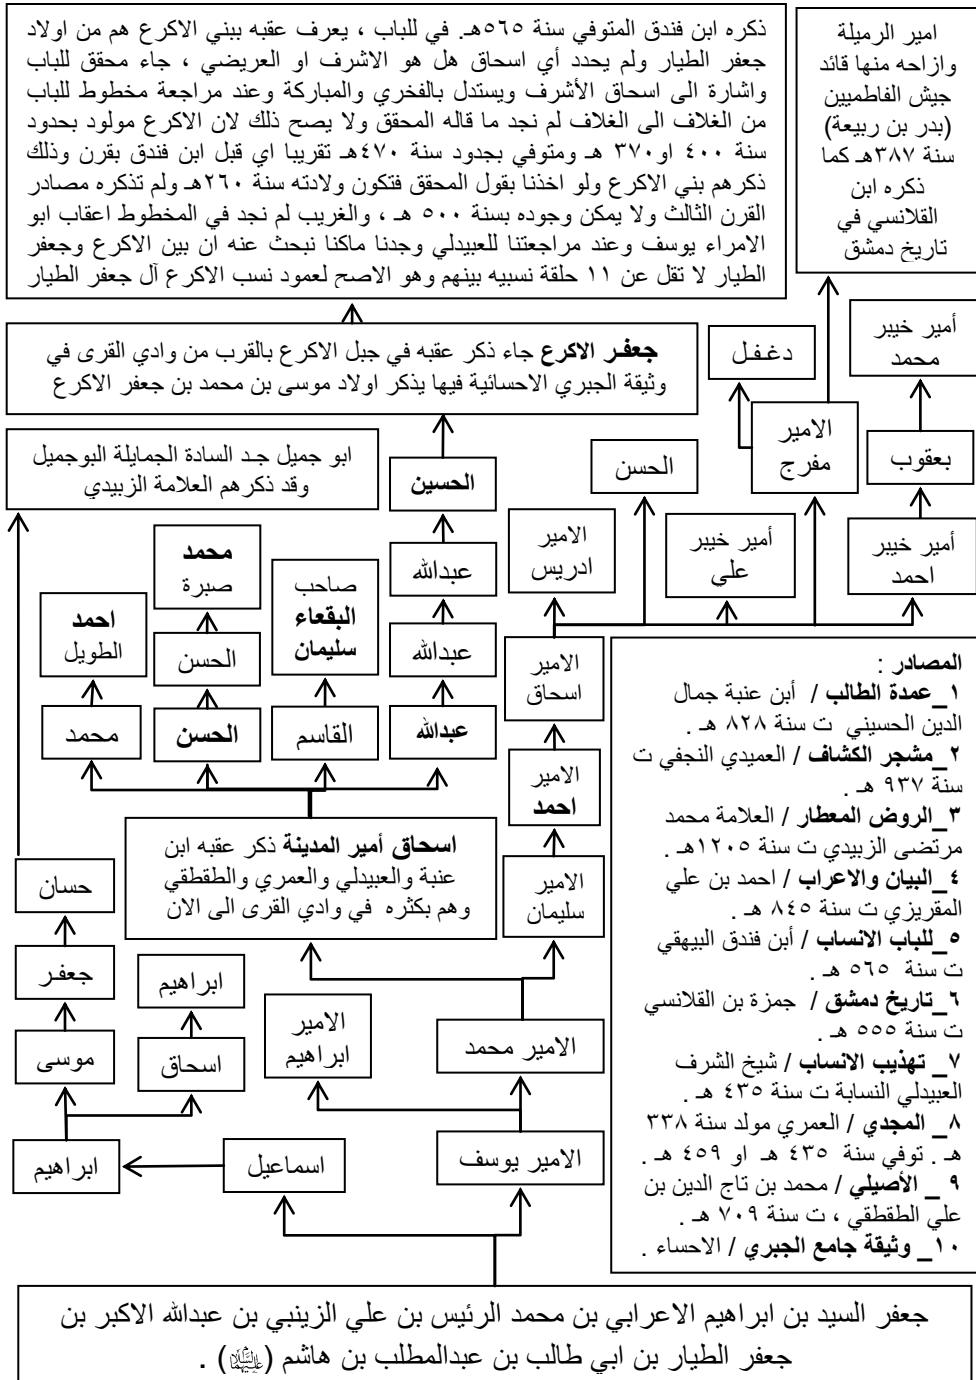 ذكره ابن فندق المتوفي سنة ٥٦٥هـ. في للباب ، يعرف عقبه ببني الاكرع هم من اولاد
جعفر الطيار ولم يحدد أي اسحاق هل هو الاشرف او العريضي ، جاء محقق للباب
واشارة الى اسحاق الأشرف ويستدل بالفخري والمباركة وعند مراجعة مخطوط للباب
من الغلاف الى الغلاف لم نجد ما قاله المحقق ولا يصح ذلك لان الاكرع مولود بحدود
سنة ٤٠٠ او٣٧٠ هـ ومتوفي بجدود سنة ٤٧٠هـ تقريبا اي قبل ابن فندق بقرن وذلك
ذكرهم بني الاكرع ولو اخذنا بقول المحقق فتكون ولادته سنة ٢٦٠هـ ولم تذكره مصادر
القرن الثالث ولا يمكن وجوده بسنة ٥٠٠ هـ ، والغريب لم نجد في المخطوط اعقاب ابو
الامراء يوسف وعند مراجعتنا للعبيدلي وجدنا ماكنا نبحث عنه ان بين الاكرع وجعفر
الطيار لا تقل عن ١١ حلقة نسبيه بينهم وهو الاصح لعمود نسب الاكرع آل جعفر الطيار
امير الرميلة
وازاحه منها قائد
جيش الفاطميين
(بدر بن ربيعة)
سنة ٣٨٧هـ كما
ذكره ابن
القلانسي في
تاريخ دمشق
أمير خيبر
محمد
دغفل
جعفر الاكرع جاء ذكر عقبه في جبل الاكرع بالقرب من وادي القرى في
وثيقة الجبري الاحسائية فيها يذكر اولاد موسى بن محمد بن جعفر الاكرع
الامير
مفرج
بعقوب
الحسن
الحسين
ابو جميل جد السادة الجمايلة البوجميل
وقد ذكرهم العلامة الزبيدي
أمير خيبر
احمد
أمير خيبر
علي
الامير
ادريس
عبدالله
صاحب
البقعاء
سليمان
محمد
صبرة
احمد
الطويل
الامير
اسحاق
عبدالله
الحسن
عبدالله
القاسم
الحسن
محمد
الامير
احمد
اسحاق أمير المدينة ذكر عقبه ابن
عنبة والعبيدلي والعمري والطقطقي
وهم بكثره في وادي القرى الى الان
الامير
سليمان
حسان
جعفر
ابراهيم
الامير
ابراهيم
الامير محمد
اسحاق
موسى
الامير يوسف
اسماعيل
ابراهيم
المصادر :
١_عمدة الطالب / أبن عنبة جمال
الدين الحسيني ت سنة ٨٢٨ هـ .
٢_مشجر الكشاف / العميدي النجفي ت
سنة ٩٣٧ هـ .
٣_الروض المعطار / العلامة محمد
مرتضى الزبيدي ت سنة ١٢٠٥هـ .
٤_البيان والاعراب / احمد بن علي
المقريزي ت سنة ٨٤٥ هـ .
٥_للباب الانساب / أبن فندق البيهقي
ت سنة ٥٦٥ هـ .
٦_تاريخ دمشق / جمزة بن القلانسي
ت سنة ٥٥٥ هـ .
٧_ تهذيب الانساب / شيخ الشرف
العبيدلي النسابة ت سنة ٤٣٥ هـ .
٨_ المجدي / العمري مولد سنة ٣٣٨
هـ . توفي سنة ٤٣٥ هـ او ٤٥٩ هـ .
٩ _ الأصيلي / محمد بن تاج الدين بن
علي الطقطقي ، ت سنة ٧٠٩ هـ .
١٠_ وثيقة جامع الجبري / الاحساء .
جعفر السيد بن ابراهيم الاعرابي بن محمد الرئيس بن علي الزينبي بن عبدالله الاكبر بن
جعفر الطيار بن ابي طالب بن عبدالمطلب بن هاشم () .